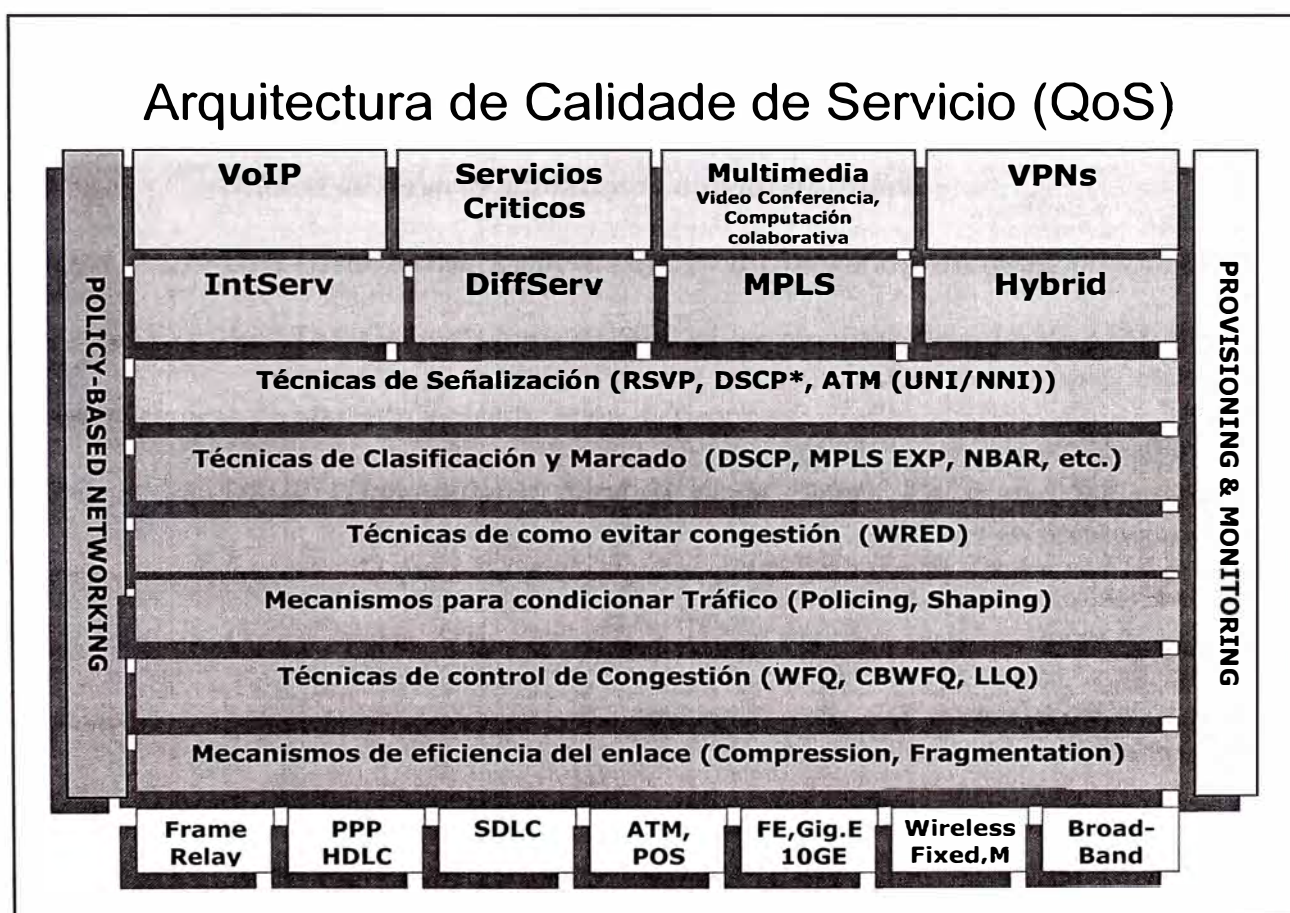 Arquitectura de Calidade de Servicio (QoS)
POLICY-BASED NETWORKING
VoIP
Servicios
Criticos
Multimedia
Video Conferencia,
Computación
colaborativa
VPNs
IntServ
DiffServ
MPLS
Hybrid
Técnicas de Señalización (RSVP, DSCP*, ATM (UNI/NNI))
Técnicas de Clasificación y Marcado (DSCP, MPLS EXP, NBAR, etc.)
Técnicas de como evitar congestión (WRED)
Mecanismos para condicionar Tráfico (Policing, Shaping)
Técnicas de control de Congestión (WFQ, CBWFQ, LLQ)
Mecanismos de eficiencia del enlace (Compression, Fragmentation)
Frame
Relay
PPP
HDLC
SDLC
ATM,
POS
FE,Gig.E
10GE
Wireless
Fixed,M
Broad-
Band
PROVISIONING & MONITORING